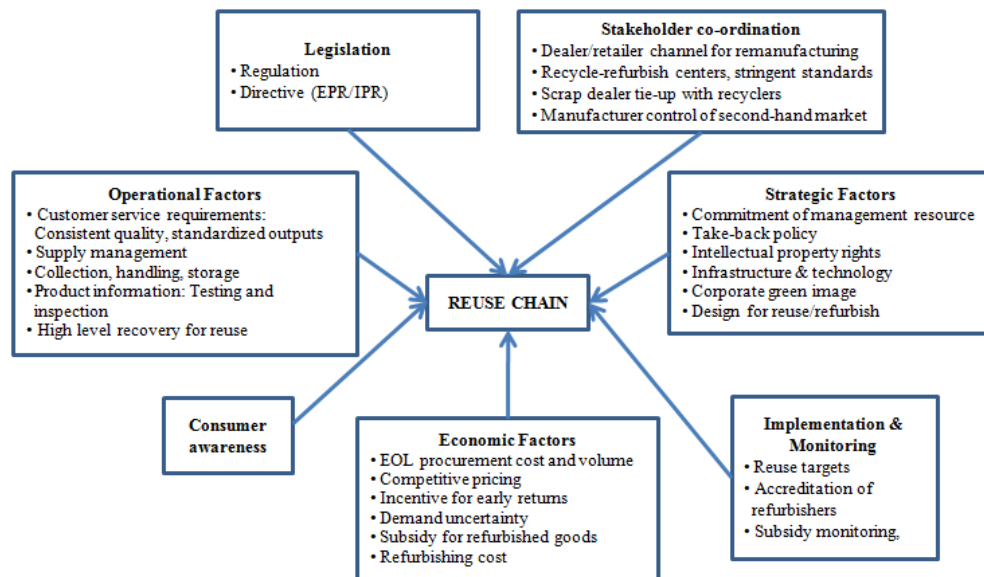 Legislation
• Regulation
• Directive (EPR/IPR)
Stakeholder co-ordination
• Dealer/retailer channel for remanufacturing
• Recycle-refurbish centers, stringent standards
• Scrap dealer tie-up with recyclers
• Manufacturer control of second-hand market
Operational Factors
• Customer service requirements:
Consistent quality, standardized outputs
• Supply management
• Collection, handling, storage
• Product information: Testing and
inspection
• High level recovery for reuse
REUSE CHAIN
Strategic Factors
• Commitment of management resource
• Take-back policy
• Intellectual property rights
• Infrastructure & technology
• Corporate green image
• Design for reuse/refurbish
Consumer
awareness
Economic Factors
• EOL procurement cost and volume
• Competitive pricing
• Incentive for early returns
• Demand uncertainty
• Subsidy for refurbished goods
• Refurbishing cost
Implementation &
Monitoring
• Reuse targets
• Accreditation of
refurbishers
• Subsidy monitoring,